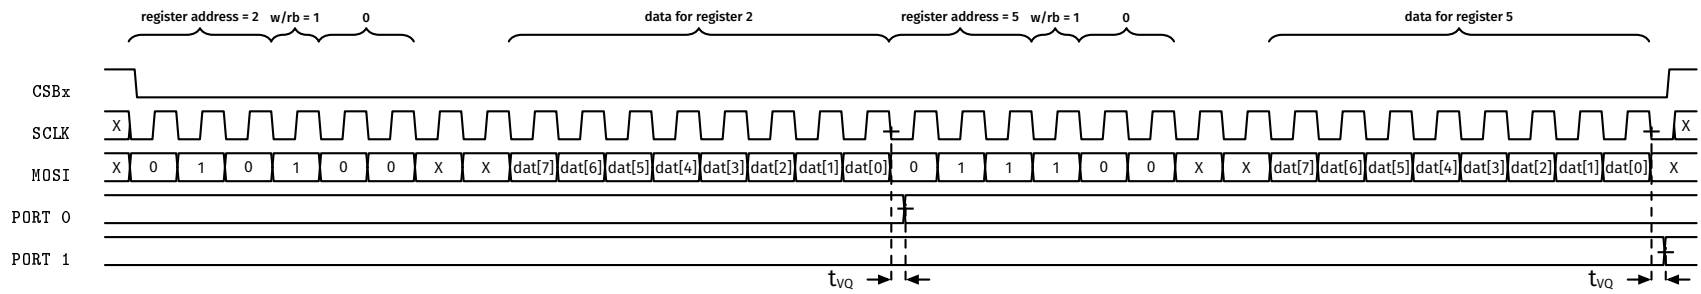 register address = 2 w/rb = 1 0 data for register 2 register address = 5 w/rb = 1 0 data for register 5
CSBx
SCLK X X
MOSI X 0 1 0 1 0 0 X X dat[7] dat[6] dat[5] dat[4] dat[3] dat[2] dat[1] dat[0] 0 1 1 1 0 0 X X dat[7] dat[6] dat[5] dat[4] dat[3] dat[2] dat[1] dat[0] X
PORT 0
PORT 1
tVQ tVQ